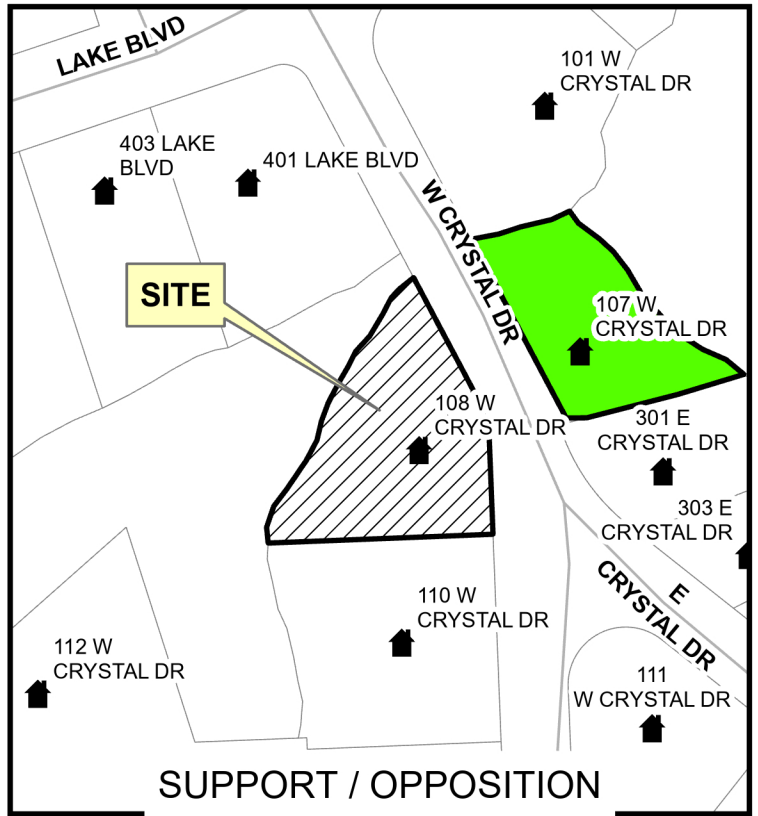 LAKE BLVD
101 W
CRYSTAL DR
403 LAKE
BLVD
401 LAKE BLVD
W CRYSTAL DR
SITE
107 W
CRYSTAL DR
108 W
CRYSTAL DR
301 E
CRYSTAL DR
303 E
CRYSTAL DR
E
CRYSTAL DR
110 W
CRYSTAL DR
112 W
CRYSTAL DR
111
W CRYSTAL DR
SUPPORT / OPPOSITION